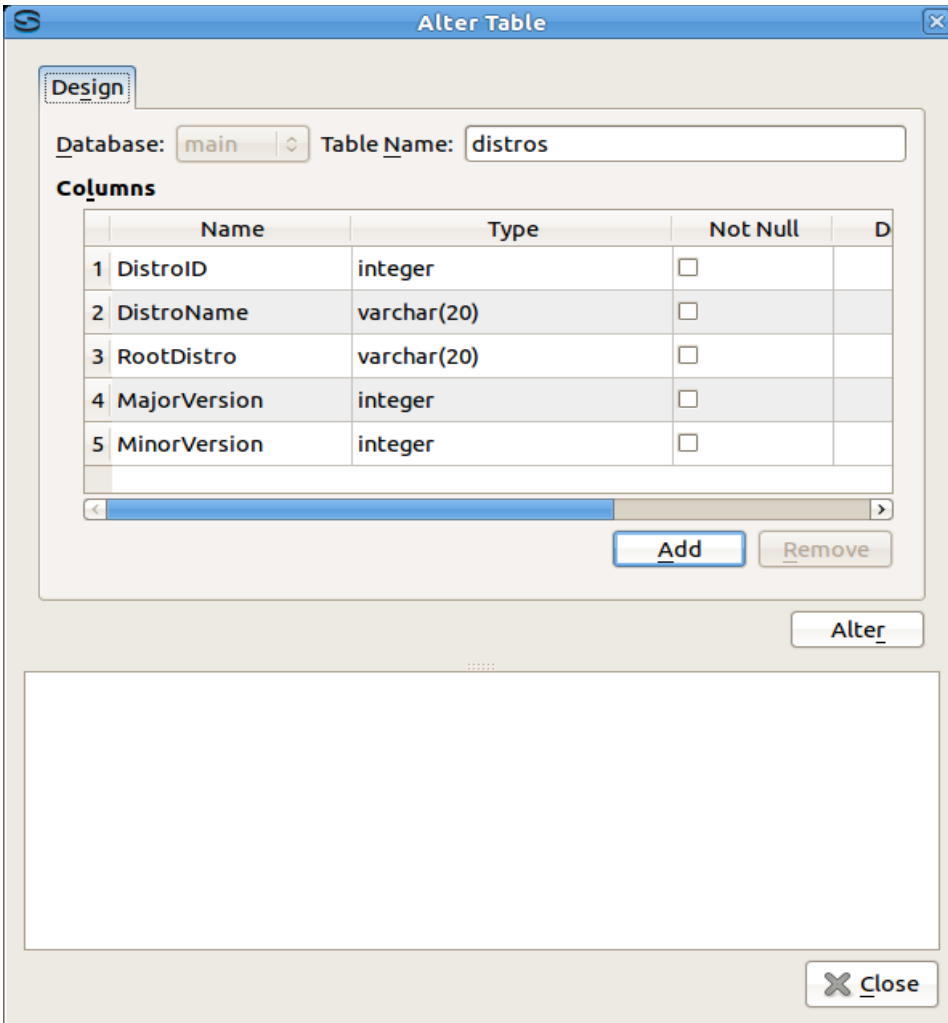 Alter Table
Design
Database: main Table Name: distros
Columns
Name Type Not Null D
1 DistroID integer
2 DistroName varchar(20)
3 RootDistro varchar(20)
4 MajorVersion integer
5 MinorVersion integer
Add Remove
Alter
Close